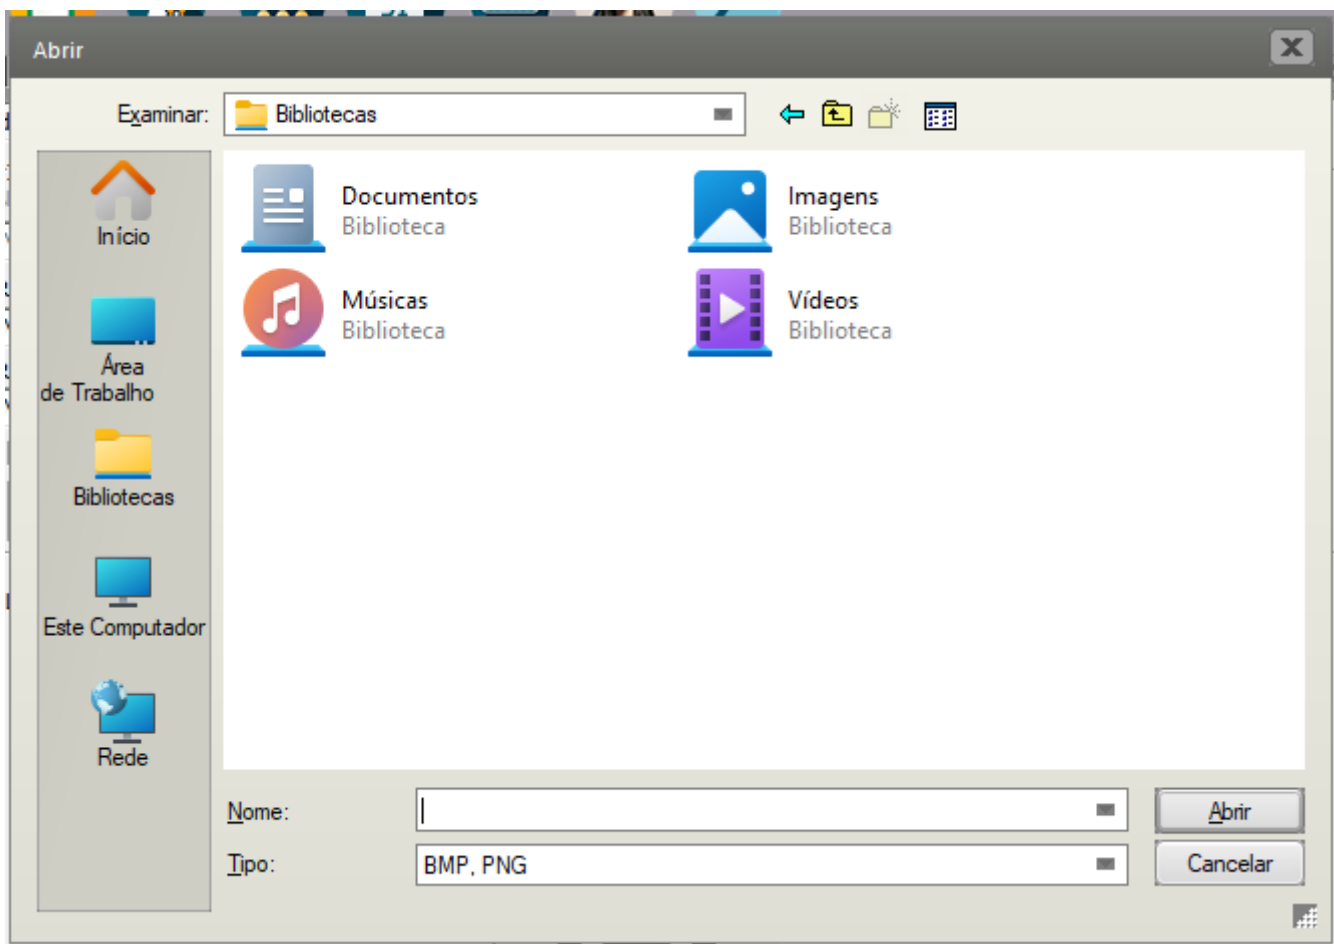 Abrir
Examinar:
Bibliotecas
Início
Área
de Trabalho
Bibliotecas
Este Computador
Rede
Documentos
Biblioteca
Imagens
Biblioteca
Músicas
Biblioteca
Vídeos
Biblioteca
Nome:
Abrir
Tipo:
BMP, PNG
Cancelar